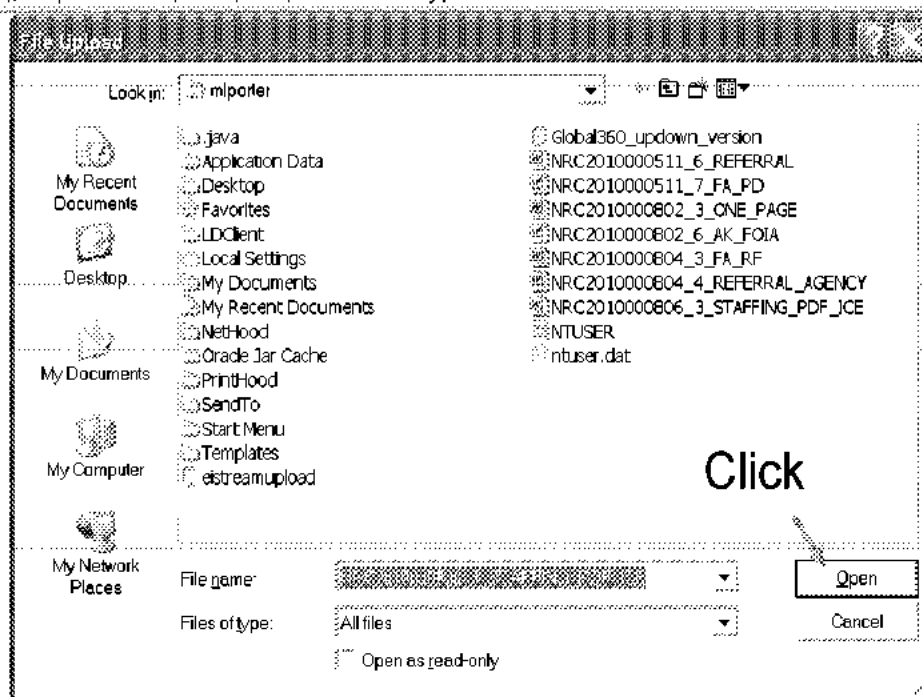 File Upload
Look in: mlporter
My Recent Documents
Desktop
My Documents
My Computer
My Network Places
.java
Application Data
Desktop
Favorites
LDClient
Local Settings
My Documents
My Recent Documents
NetHood
Oracle Jar Cache
PrintHood
SendTo
Start Menu
Templates
eistreamupload
Global360_updown_version
NRC2010000511_6_REFERRAL
NRC2010000511_7_FA_PD
NRC2010000802_3_ONE_PAGE
NRC2010000802_6_AK_FOIA
NRC2010000804_3_FA_RF
NRC2010000804_4_REFERRAL_AGENCY
NRC2010000806_3_STAFFING_PDF_ICE
NTUSER
ntuser.dat
Click
File name:
Open
Files of type: All files
Cancel
Open as read-only